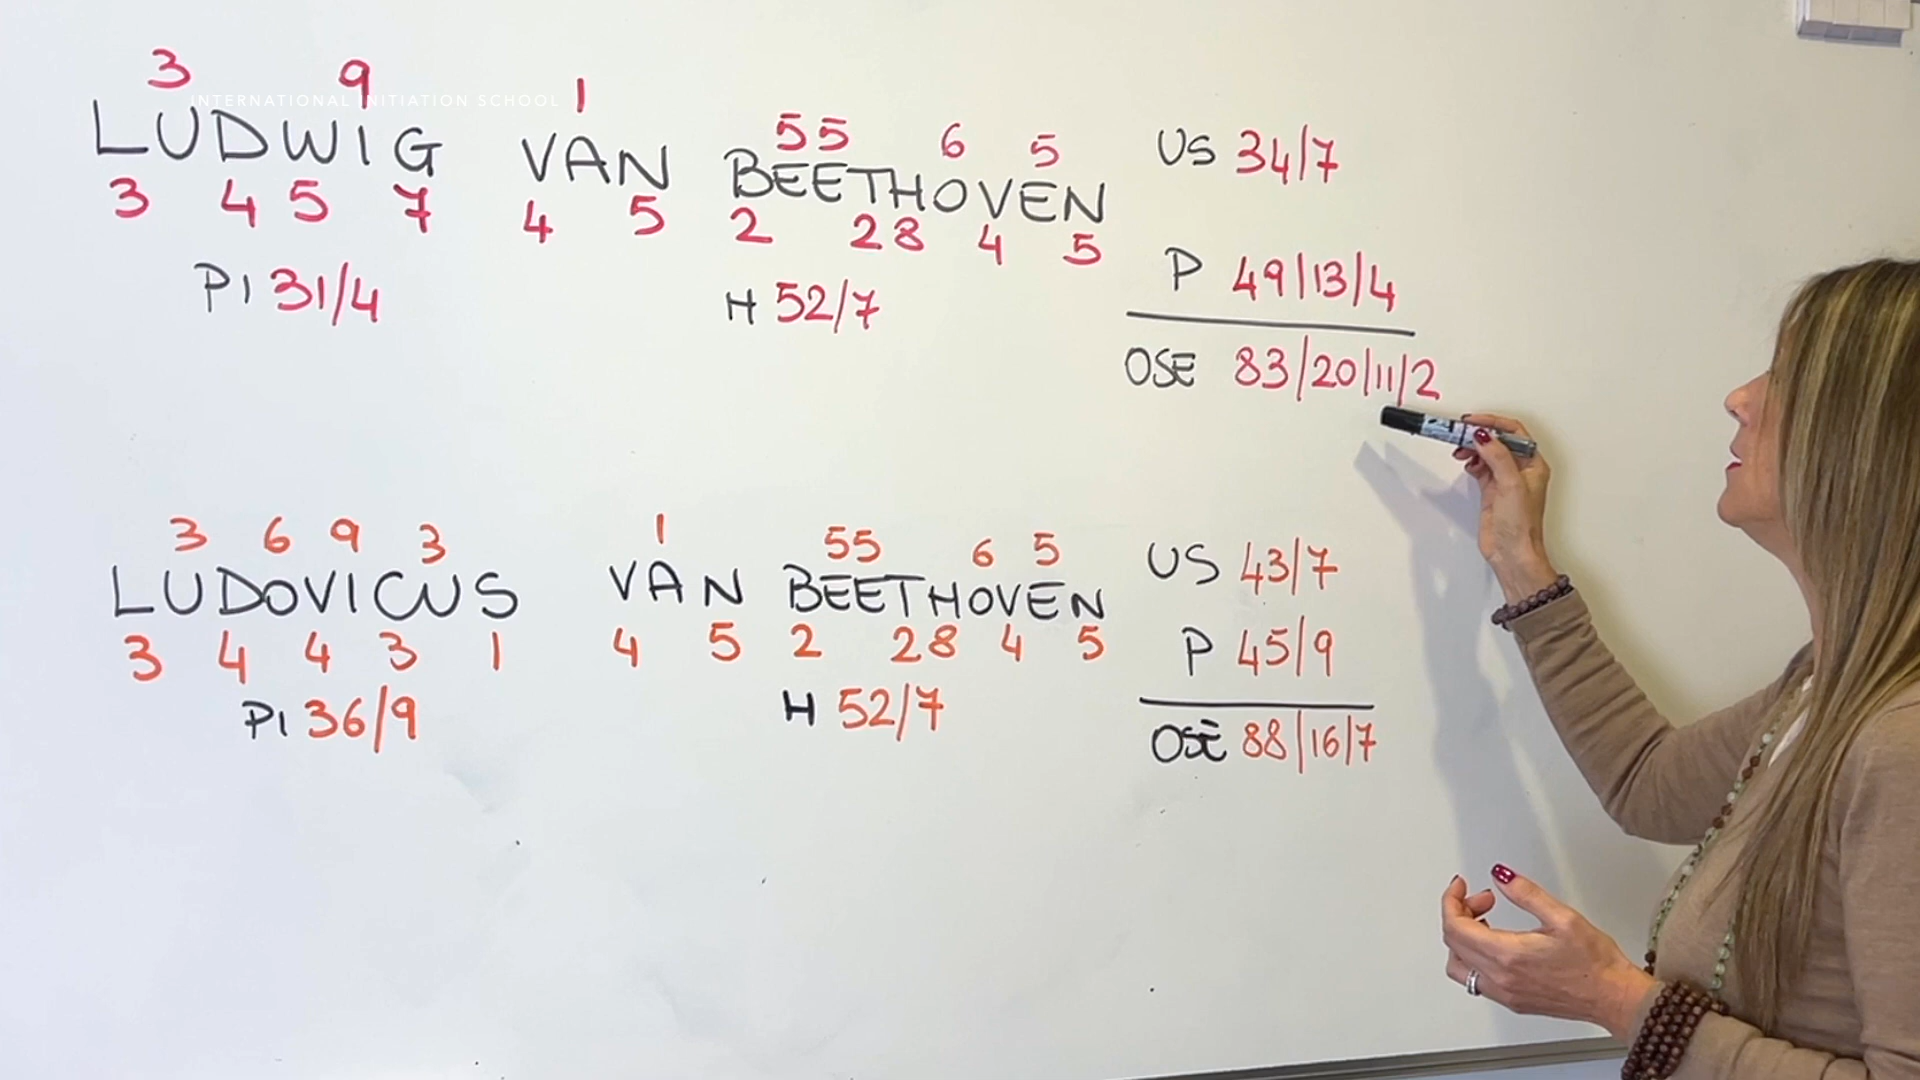 3 9 1
INTERNATIONAL INITIATION SCHOOL
LUDWIG VAN BEETHOVEN
55 6 5
3 4 5 7 4 5 2 28 4 5
PI 31/4 H 52/7
US 34/7
P 49/13/4
OSE 83/20/11/2
3 6 9 3 1 55 6 5
LUDOVICUS VAN BEETHOVEN
3 4 4 3 1 4 5 2 28 4 5
PI 36/9 H 52/7
US 43/7
P 45/9
OSE 88/16/7